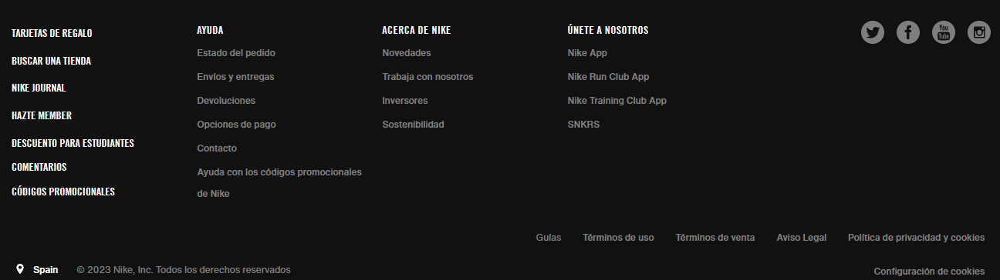 TARJETAS DE REGALO
BUSCAR UNA TIENDA
NIKE JOURNAL
HAZTE MEMBER
DESCUENTO PARA ESTUDIANTES
COMENTARIOS
CÓDIGOS PROMOCIONALES
AYUDA
Estado del pedido
Envíos y entregas
Devoluciones
Opciones de pago
Contacto
Ayuda con los códigos promocionales
de Nike
ACERCA DE NIKE
Novedades
Trabaja con nosotros
Inversores
Sostenibilidad
ÚNETE A NOSOTROS
Nike App
Nike Run Club App
Nike Training Club App
SNKRS
You
Tube
Guías Términos de uso Términos de venta Aviso Legal Política de privacidad y cookies
Spain © 2023 Nike, Inc. Todos los derechos reservados
Configuración de cookies